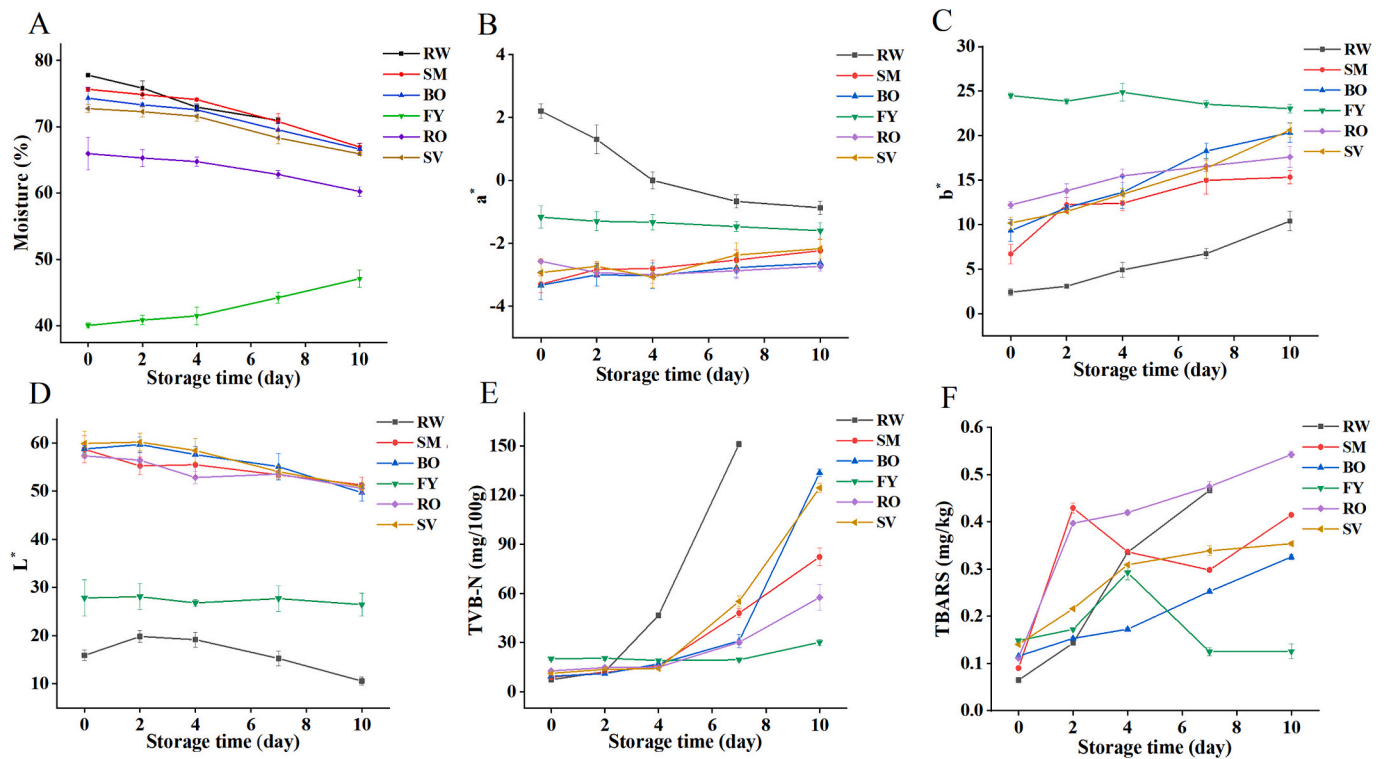 A
Moisture (%)
80
70
60
50
40
0 2 4 6 8 10
Storage time (day)
RW
SM
BO
FY
RO
SV
B
a*
4
2
0
-2
-4
0 2 4 6 8 10
Storage time (day)
RW
SM
BO
FY
RO
SV
C
b*
30
25
20
15
10
5
0
0 2 4 6 8 10
Storage time (day)
RW
SM
BO
FY
RO
SV
D
L*
60
50
40
30
20
10
0 2 4 6 8 10
Storage time (day)
RW
SM
BO
FY
RO
SV
E
TVB-N (mg/100g)
150
120
90
60
30
0
0 2 4 6 8 10
Storage time (day)
RW
SM
BO
FY
RO
SV
F
TBARS (mg/kg)
0.6
0.5
0.4
0.3
0.2
0.1
0.0
0 2 4 6 8 10
Storage time (day)
RW
SM
BO
FY
RO
SV